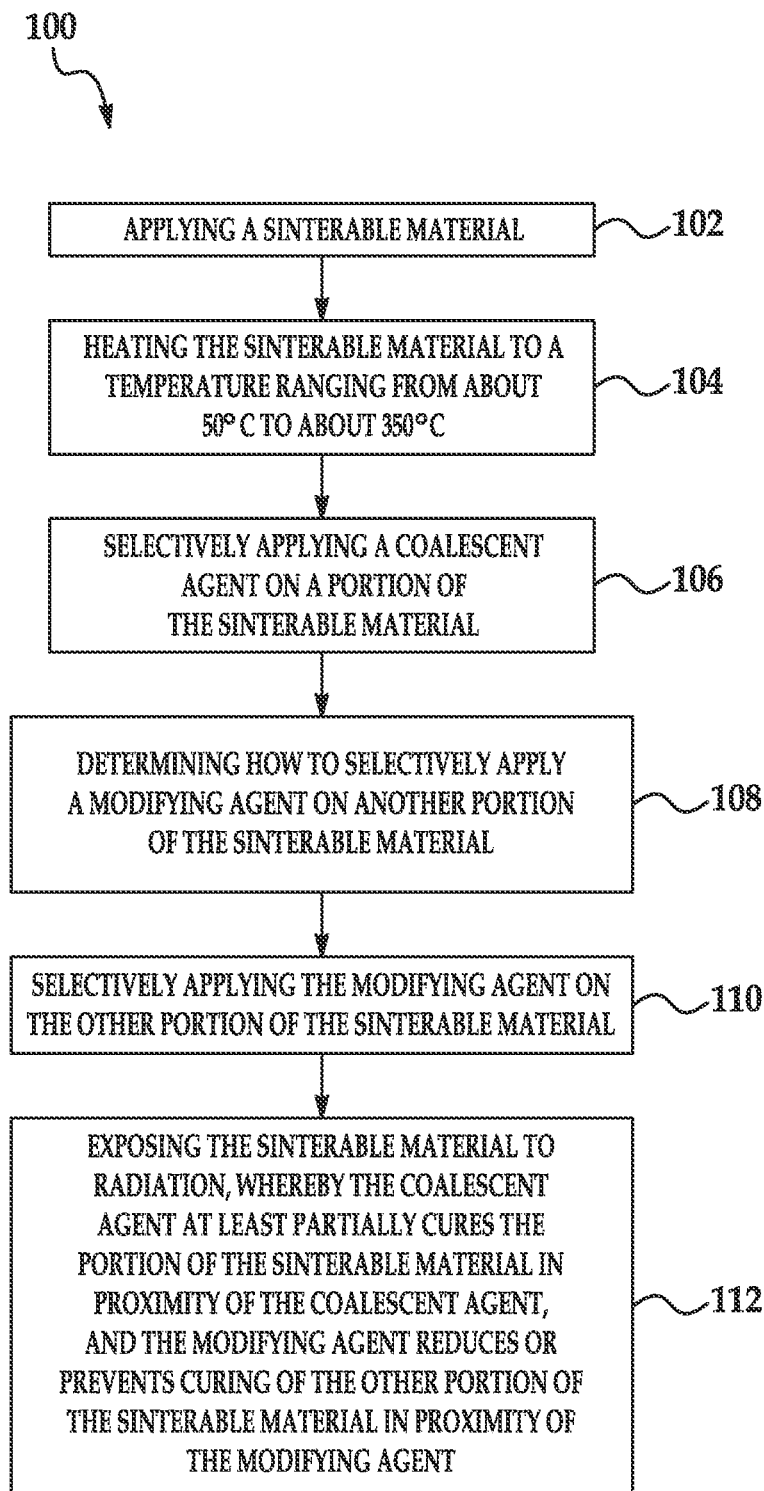 100
APPLYING A SINTERABLE MATERIAL
102
HEATING THE SINTERABLE MATERIAL TO A
TEMPERATURE RANGING FROM ABOUT
50° C TO ABOUT 350°C
104
SELECTIVELY APPLYING A COALESCENT
AGENT ON A PORTION OF
THE SINTERABLE MATERIAL
106
DETERMINING HOW TO SELECTIVELY APPLY
A MODIFYING AGENT ON ANOTHER PORTION
OF THE SINTERABLE MATERIAL
108
SELECTIVELY APPLYING THE MODIFYING AGENT ON
THE OTHER PORTION OF THE SINTERABLE MATERIAL
110
EXPOSING THE SINTERABLE MATERIAL TO
RADIATION, WHEREBY THE COALESCENT
AGENT AT LEAST PARTIALLY CURES THE
PORTION OF THE SINTERABLE MATERIAL IN
PROXIMITY OF THE COALESCENT AGENT,
AND THE MODIFYING AGENT REDUCES OR
PREVENTS CURING OF THE OTHER PORTION OF
THE SINTERABLE MATERIAL IN PROXIMITY OF
THE MODIFYING AGENT
112